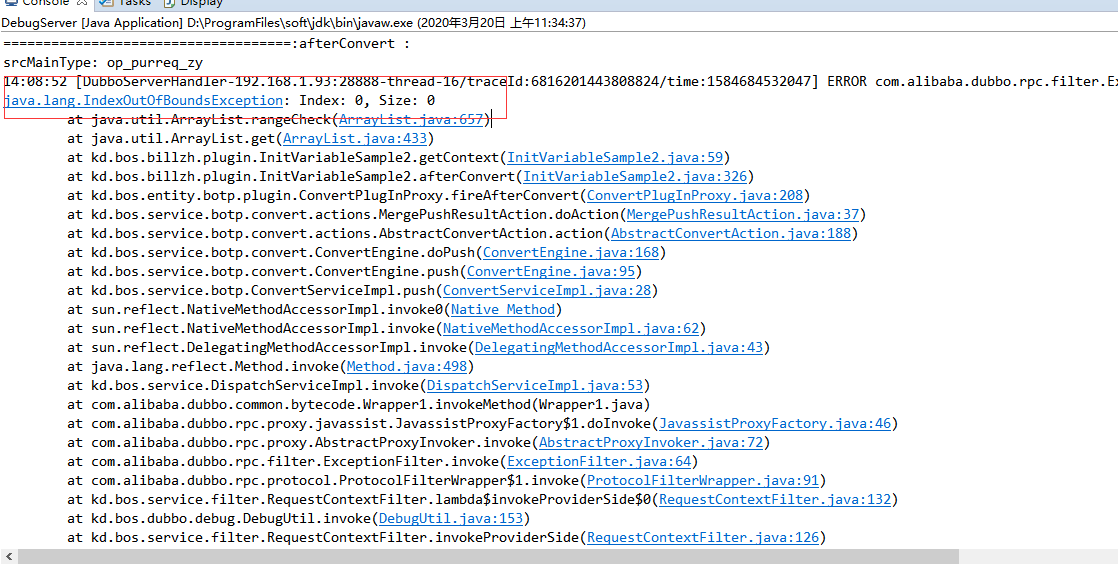 Console Tasks Display
DebugServer [Java Application] D:\ProgramFiles\soft\jdk\bin\javaw.exe (2020年3月20日 上午11:34:37)
====================================:afterConvert :
srcMainType: op_purreq_zy
14:08:52 [DubboServerHandler-192.168.1.93:28888-thread-16/traceId:6816201443808824/time:1584684532047] ERROR com.alibaba.dubbo.rpc.filter.Ex
java.lang.IndexOutOfBoundsException: Index: 0, Size: 0
at java.util.ArrayList.rangeCheck(ArrayList.java:657)
at java.util.ArrayList.get(ArrayList.java:433)
at kd.bos.billzh.plugin.InitVariableSample2.getContext(InitVariableSample2.java:59)
at kd.bos.billzh.plugin.InitVariableSample2.afterConvert(InitVariableSample2.java:326)
at kd.bos.entity.botp.plugin.ConvertPlugInProxy.fireAfterConvert(ConvertPlugInProxy.java:208)
at kd.bos.service.botp.convert.actions.MergePushResultAction.doAction(MergePushResultAction.java:37)
at kd.bos.service.botp.convert.actions.AbstractConvertAction.action(AbstractConvertAction.java:188)
at kd.bos.service.botp.convert.ConvertEngine.doPush(ConvertEngine.java:168)
at kd.bos.service.botp.convert.ConvertEngine.push(ConvertEngine.java:95)
at kd.bos.service.botp.ConvertServiceImpl.push(ConvertServiceImpl.java:28)
at sun.reflect.NativeMethodAccessorImpl.invoke0(Native Method)
at sun.reflect.NativeMethodAccessorImpl.invoke(NativeMethodAccessorImpl.java:62)
at sun.reflect.DelegatingMethodAccessorImpl.invoke(DelegatingMethodAccessorImpl.java:43)
at java.lang.reflect.Method.invoke(Method.java:498)
at kd.bos.service.DispatchServiceImpl.invoke(DispatchServiceImpl.java:53)
at com.alibaba.dubbo.common.bytecode.Wrapper1.invokeMethod(Wrapper1.java)
at com.alibaba.dubbo.rpc.proxy.javassist.JavassistProxyFactory$1.doInvoke(JavassistProxyFactory.java:46)
at com.alibaba.dubbo.rpc.proxy.AbstractProxyInvoker.invoke(AbstractProxyInvoker.java:72)
at com.alibaba.dubbo.rpc.filter.ExceptionFilter.invoke(ExceptionFilter.java:64)
at com.alibaba.dubbo.rpc.protocol.ProtocolFilterWrapper$1.invoke(ProtocolFilterWrapper.java:91)
at kd.bos.service.filter.RequestContextFilter.lambda$invokeProviderSide$0(RequestContextFilter.java:132)
at kd.bos.dubbo.debug.DebugUtil.invoke(DebugUtil.java:153)
at kd.bos.service.filter.RequestContextFilter.invokeProviderSide(RequestContextFilter.java:126)